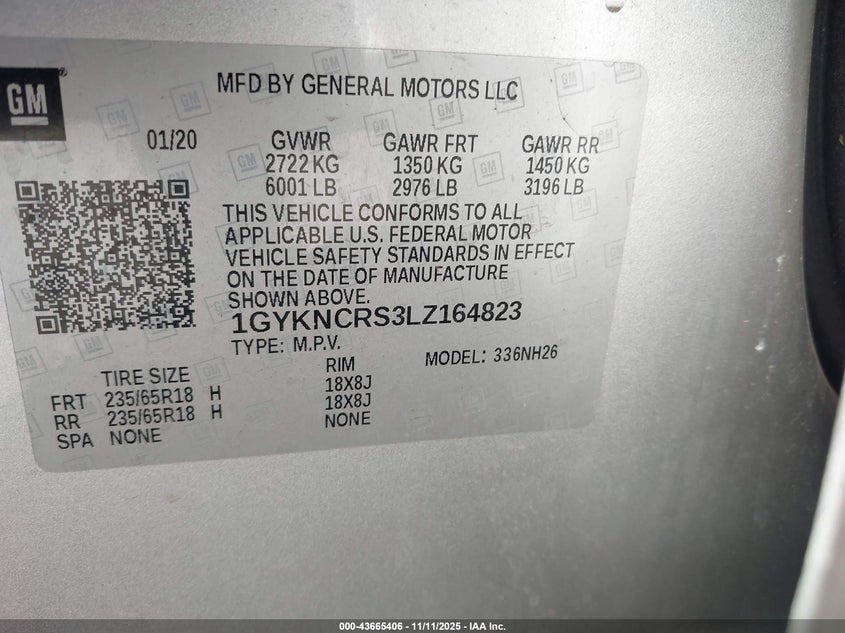 GM
MFD BY GENERAL MOTORS LLC
01/20 GVWR GAWR FRT GAWR RR
2722 KG 1350 KG 1450 KG
6001 LB 2976 LB 3196 LB
THIS VEHICLE CONFORMS TO ALL
APPLICABLE U.S. FEDERAL MOTOR
VEHICLE SAFETY STANDARDS IN EFFECT
ON THE DATE OF MANUFACTURE
SHOWN ABOVE.
1GYKNCRS3LZ164823
TYPE: M.P.V. MODEL: 336NH26
TIRE SIZE RIM
FRT 235/65R18 H 18X8J
RR 235/65R18 H 18X8J
SPA NONE NONE
000-43665406 - 11/11/2025 - IAA Inc.